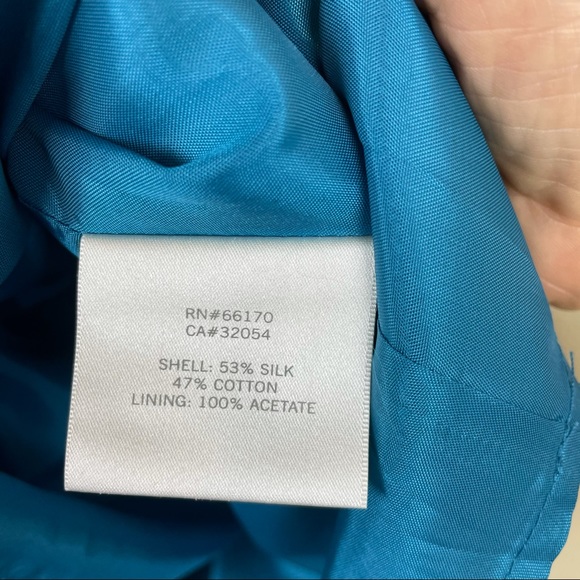 RN#66170
CA#32054
SHELL: 53% SILK
47% COTTON
LINING: 100% ACETATE